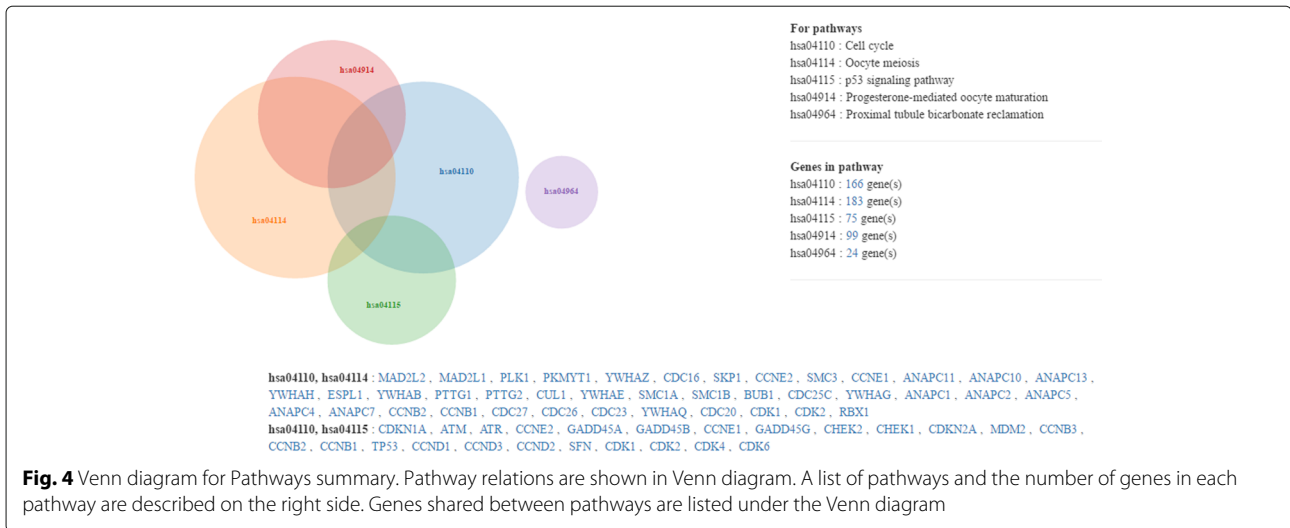 For pathways
hsa04110 : Cell cycle
hsa04114 : Oocyte meiosis
hsa04115 : p53 signaling pathway
hsa04914 : Progesterone-mediated oocyte maturation
hsa04964 : Proximal tubule bicarbonate reclamation
Genes in pathway
hsa04110 : 166 gene(s)
hsa04114 : 183 gene(s)
hsa04115 : 75 gene(s)
hsa04914 : 99 gene(s)
hsa04964 : 24 gene(s)
hsa04914
hsa04110
hsa04964
hsa04114
hsa04115
hsa04110, hsa04114 : MAD2L2 , MAD2L1 , PLK1 , PKMYT1 , YWHAZ , CDC16 , SKP1 , CCNE2 , SMC3 , CCNE1 , ANAPC11 , ANAPC10 , ANAPC13 ,
YWHAH , ESPL1 , YWHAB , PTTG1 , PTTG2 , CUL1 , YWHAE , SMC1A , SMC1B , BUB1 , CDC25C , YWHAG , ANAPC1 , ANAPC2 , ANAPC5 ,
ANAPC4 , ANAPC7 , CCNB2 , CCNB1 , CDC27 , CDC26 , CDC23 , YWHAQ , CDC20 , CDK1 , CDK2 , RBX1
hsa04110, hsa04115 : CDKN1A , ATM , ATR , CCNE2 , GADD45A , GADD45B , CCNE1 , GADD45G , CHEK2 , CHEK1 , CDKN2A , MDM2 , CCNB3 ,
CCNB2 , CCNB1 , TP53 , CCND1 , CCND3 , CCND2 , SFN , CDK1 , CDK2 , CDK4 , CDK6
Fig. 4 Venn diagram for Pathways summary. Pathway relations are shown in Venn diagram. A list of pathways and the number of genes in each
pathway are described on the right side. Genes shared between pathways are listed under the Venn diagram